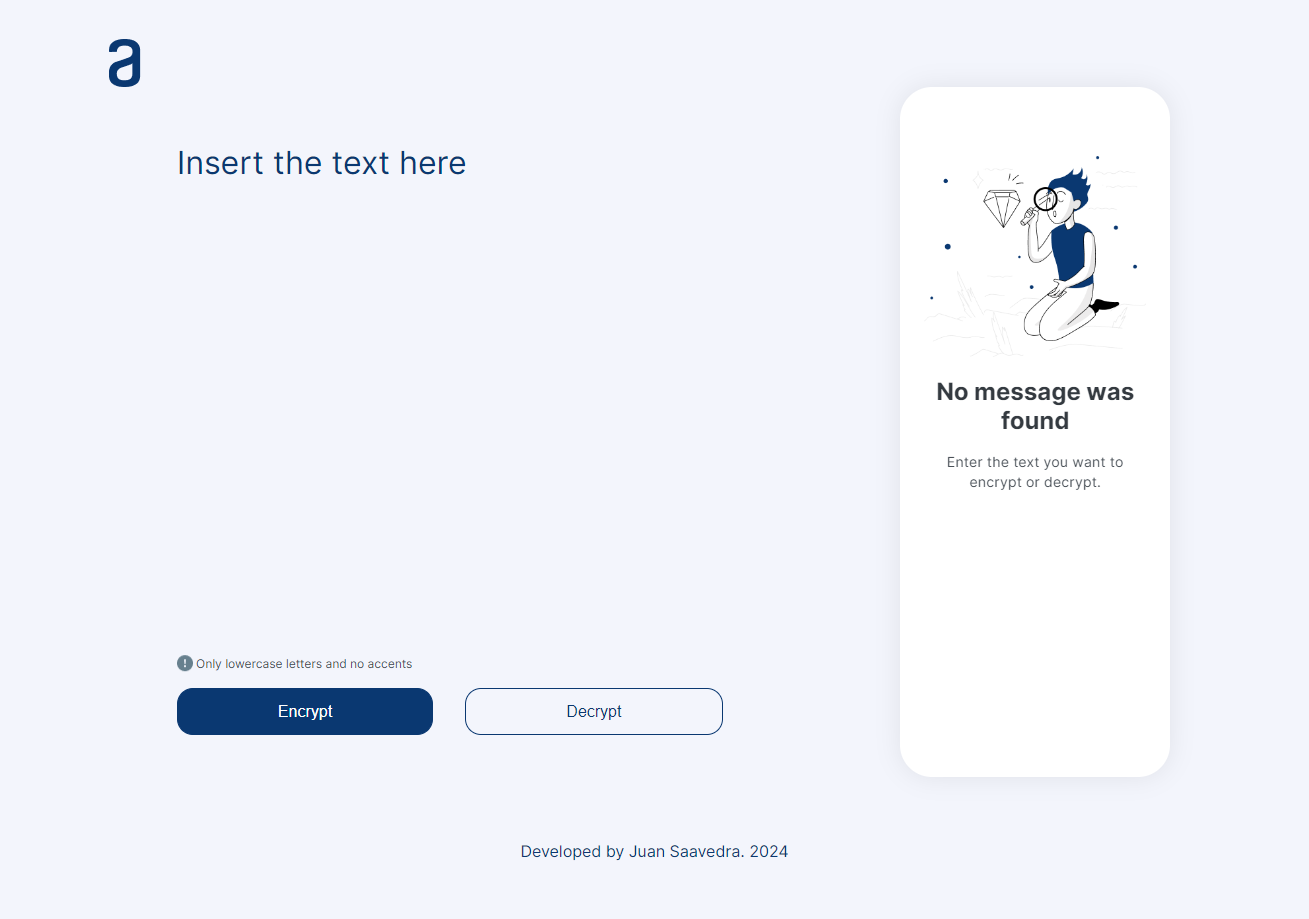 a
Insert the text here
No message was
found
Enter the text you want to
encrypt or decrypt.
Only lowercase letters and no accents
Encrypt
Decrypt
Developed by Juan Saavedra. 2024